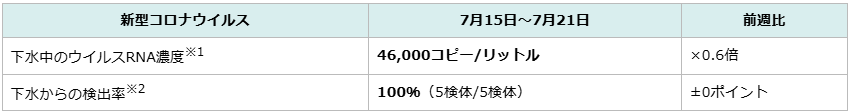 新型コロナウイルス 7月15日～7月21日 前週比
下水中のウイルスRNA濃度※1 46,000コピー/リットル ×0.6倍
下水からの検出率※2 100%（5検体/5検体） ±0ポイント